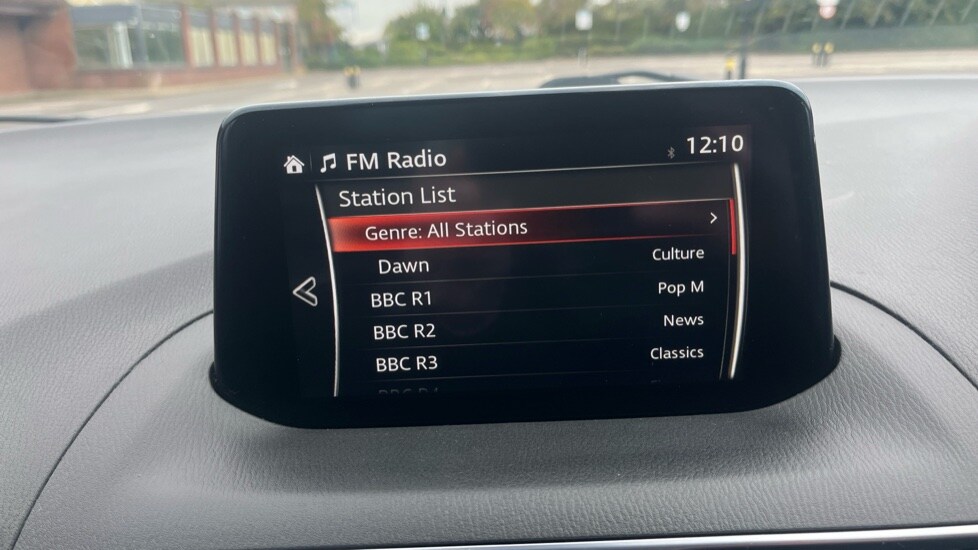 FM Radio 12:10
Station List
Genre: All Stations
Dawn Culture
BBC R1 Pop M
BBC R2 News
BBC R3 Classics